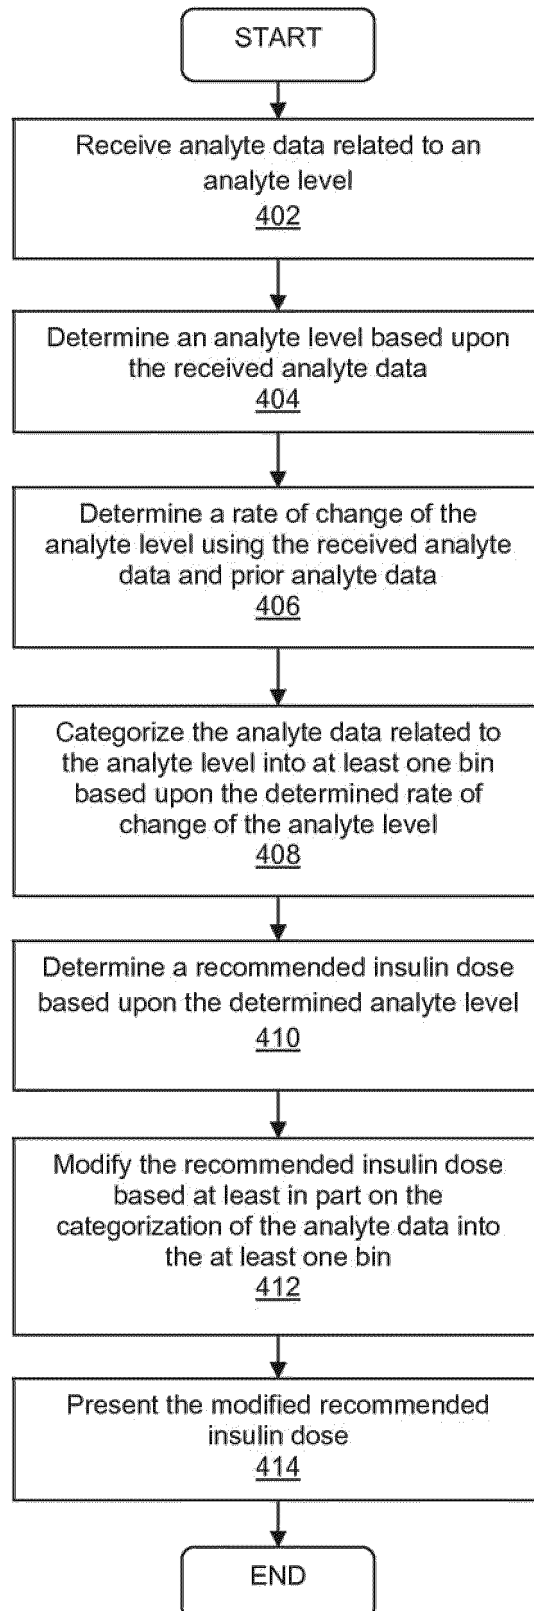 START
Receive analyte data related to an
analyte level
402
Determine an analyte level based upon
the received analyte data
404
Determine a rate of change of the
analyte level using the received analyte
data and prior analyte data
406
Categorize the analyte data related to
the analyte level into at least one bin
based upon the determined rate of
change of the analyte level
408
Determine a recommended insulin dose
based upon the determined analyte level
410
Modify the recommended insulin dose
based at least in part on the
categorization of the analyte data into
the at least one bin
412
Present the modified recommended
insulin dose
414
END